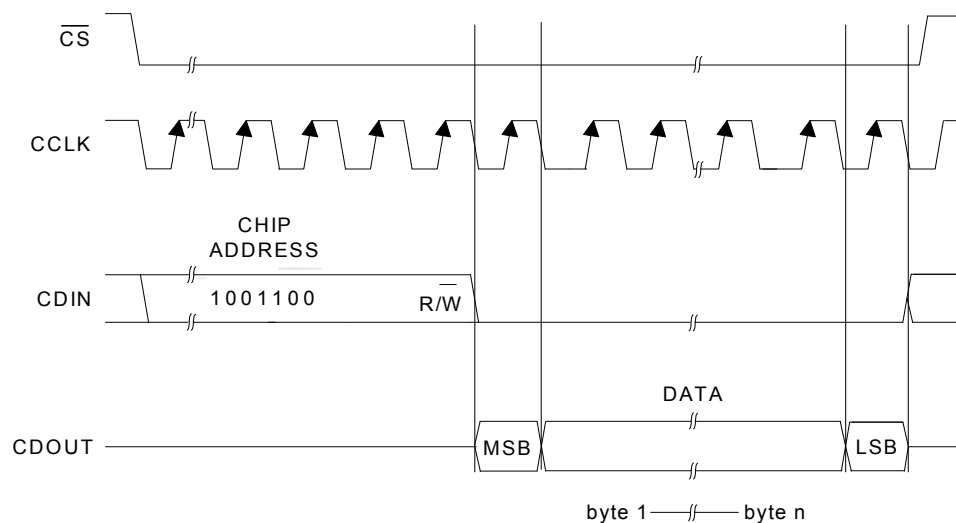 CS
CCLK
CHIP
ADDRESS
CDIN
1001100
R/W
DATA
CDOUT
MSB
LSB
byte 1
byte n